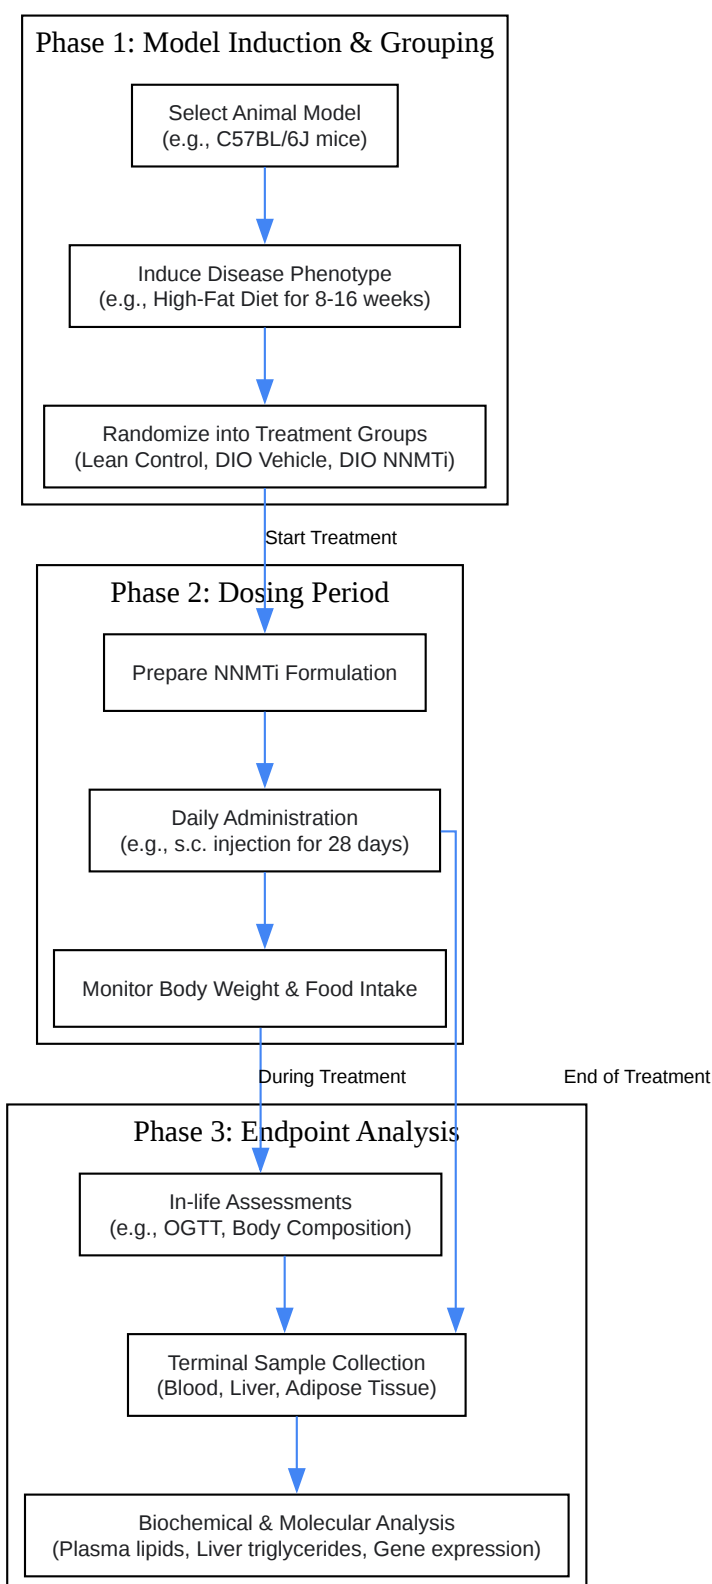 Phase 1: Model Induction & Grouping
Select Animal Model
(e.g., C57BL/6J mice)
Induce Disease Phenotype
(e.g., High-Fat Diet for 8-16 weeks)
Randomize into Treatment Groups
(Lean Control, DIO Vehicle, DIO NNMTi)
Start Treatment
Phase 2: Dosing Period
Prepare NNMTi Formulation
Daily Administration
(e.g., s.c. injection for 28 days)
Monitor Body Weight & Food Intake
During Treatment
End of Treatment
Phase 3: Endpoint Analysis
In-life Assessments
(e.g., OGTT, Body Composition)
Terminal Sample Collection
(Blood, Liver, Adipose Tissue)
Biochemical & Molecular Analysis
(Plasma lipids, Liver triglycerides, Gene expression)